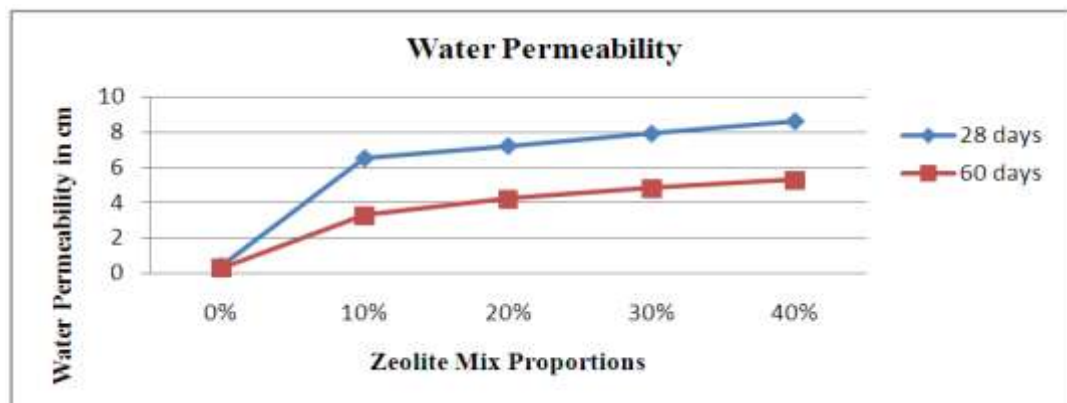 Water Permeability
Water Permeability in cm
10
8
6
4
2
0
0% 10% 20% 30% 40%
Zeolite Mix Proportions
28 days
60 days